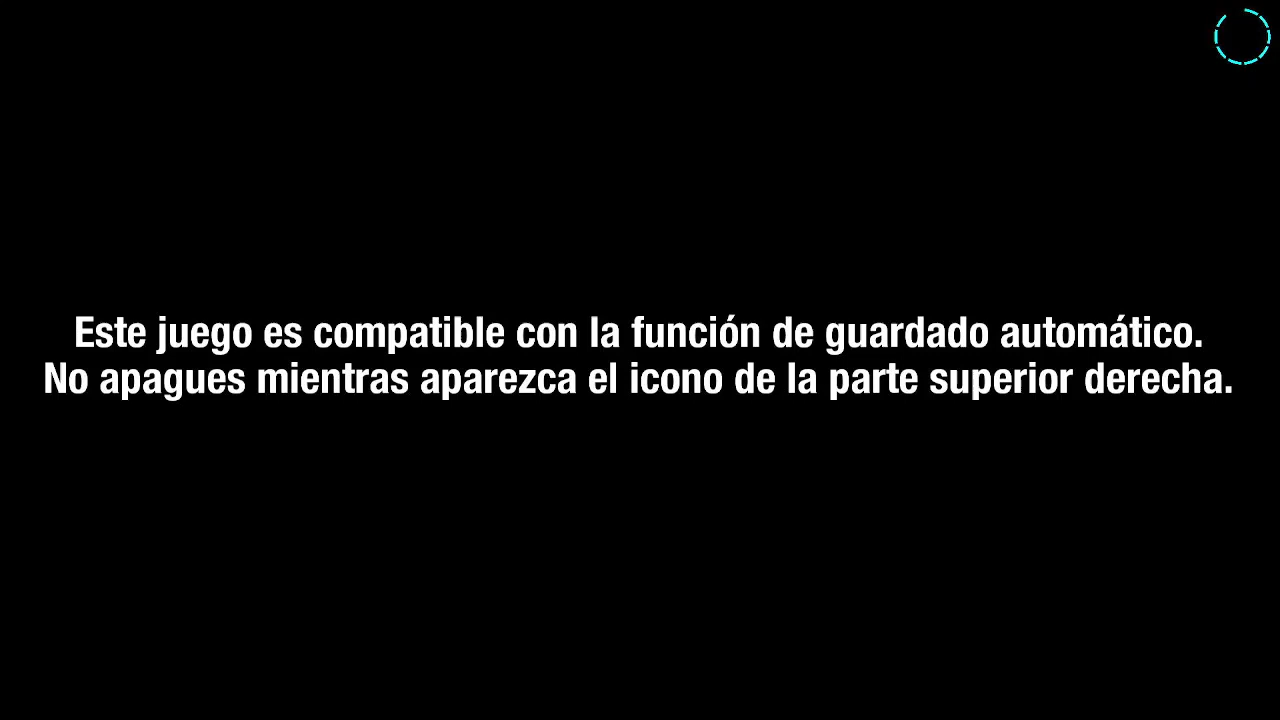 Este juego es compatible con la función de guardado automático.
No apagues mientras aparezca el icono de la parte superior derecha.